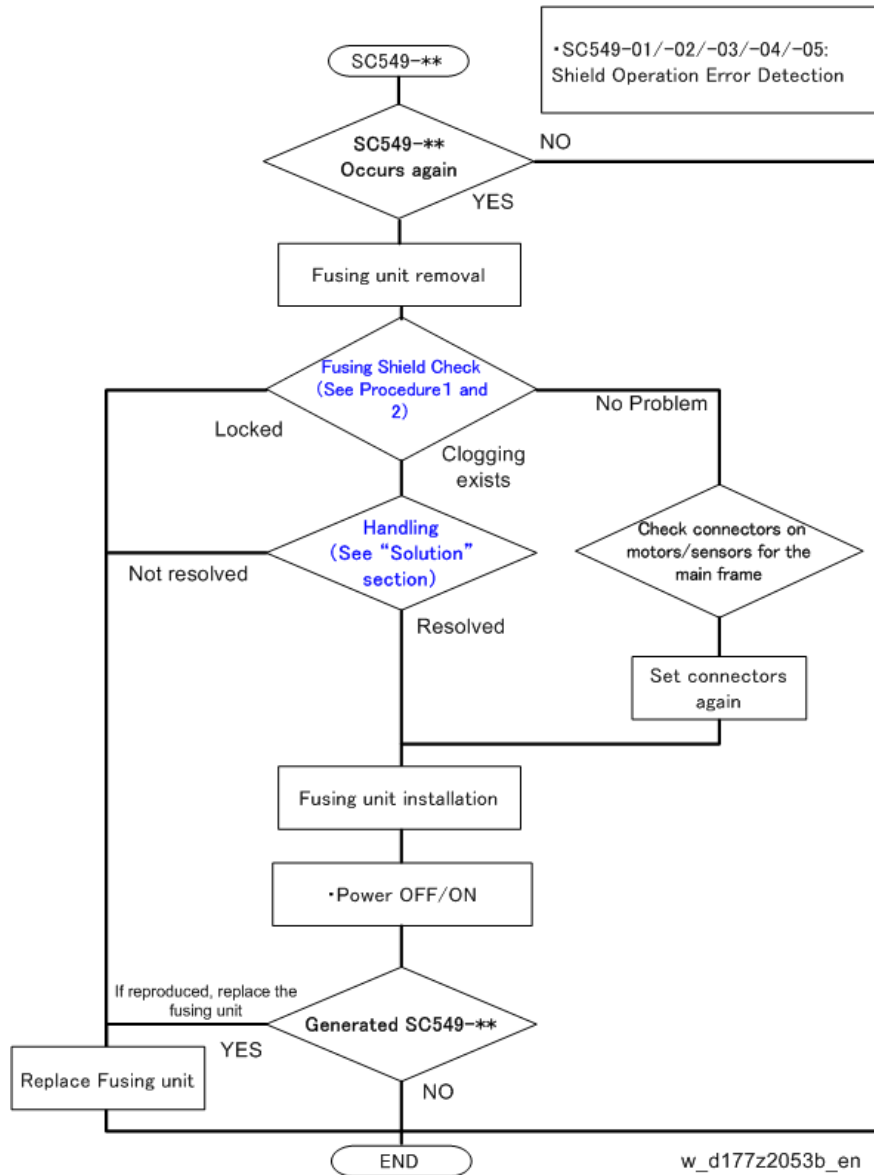 SC549-**
・SC549-01/-02/-03/-04/-05:
Shield Operation Error Detection
SC549-**
Occurs again
NO
YES
Fusing unit removal
Fusing Shield Check
(See Procedure1 and
2)
Locked
No Problem
Clogging
exists
Handling
(See “Solution”
section)
Not resolved
Resolved
Check connectors on
motors/sensors for the
main frame
Set connectors
again
Fusing unit installation
・Power OFF/ON
If reproduced, replace the
fusing unit
Generated SC549-**
YES
NO
Replace Fusing unit
END
w_d177z2053b_en